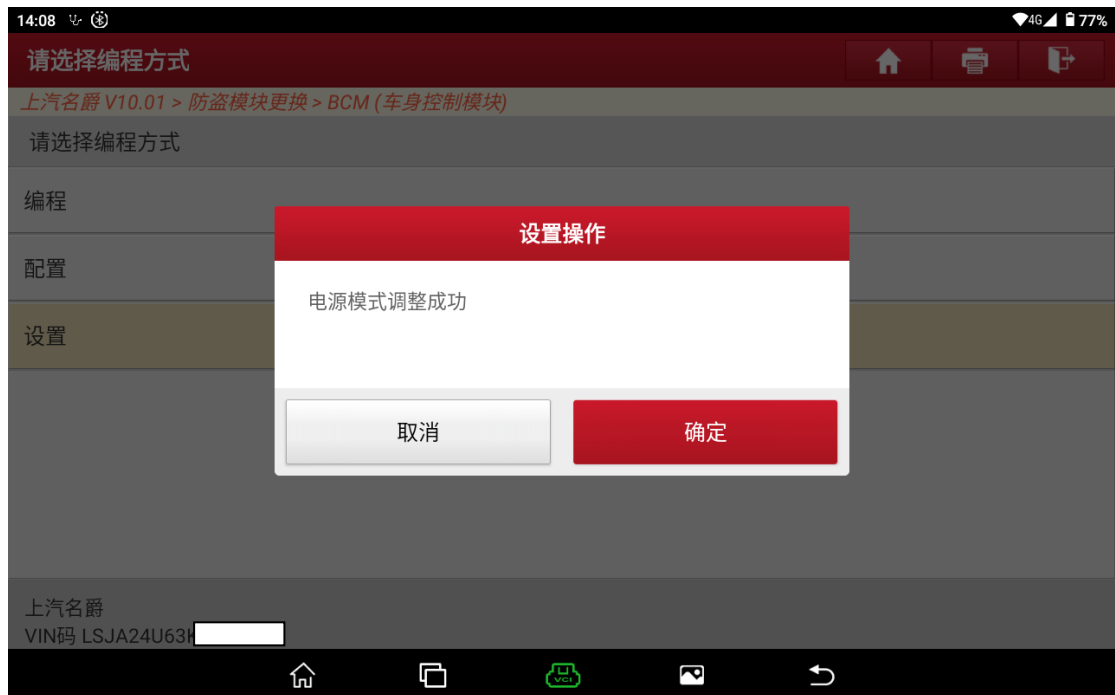 14:08
4G 77%
请选择编程方式
上汽名爵 V10.01 > 防盗模块更换 > BCM (车身控制模块)
请选择编程方式
编程
设置操作
配置
电源模式调整成功
设置
取消
确定
上汽名爵
VIN码 LSJA24U63K
VCI